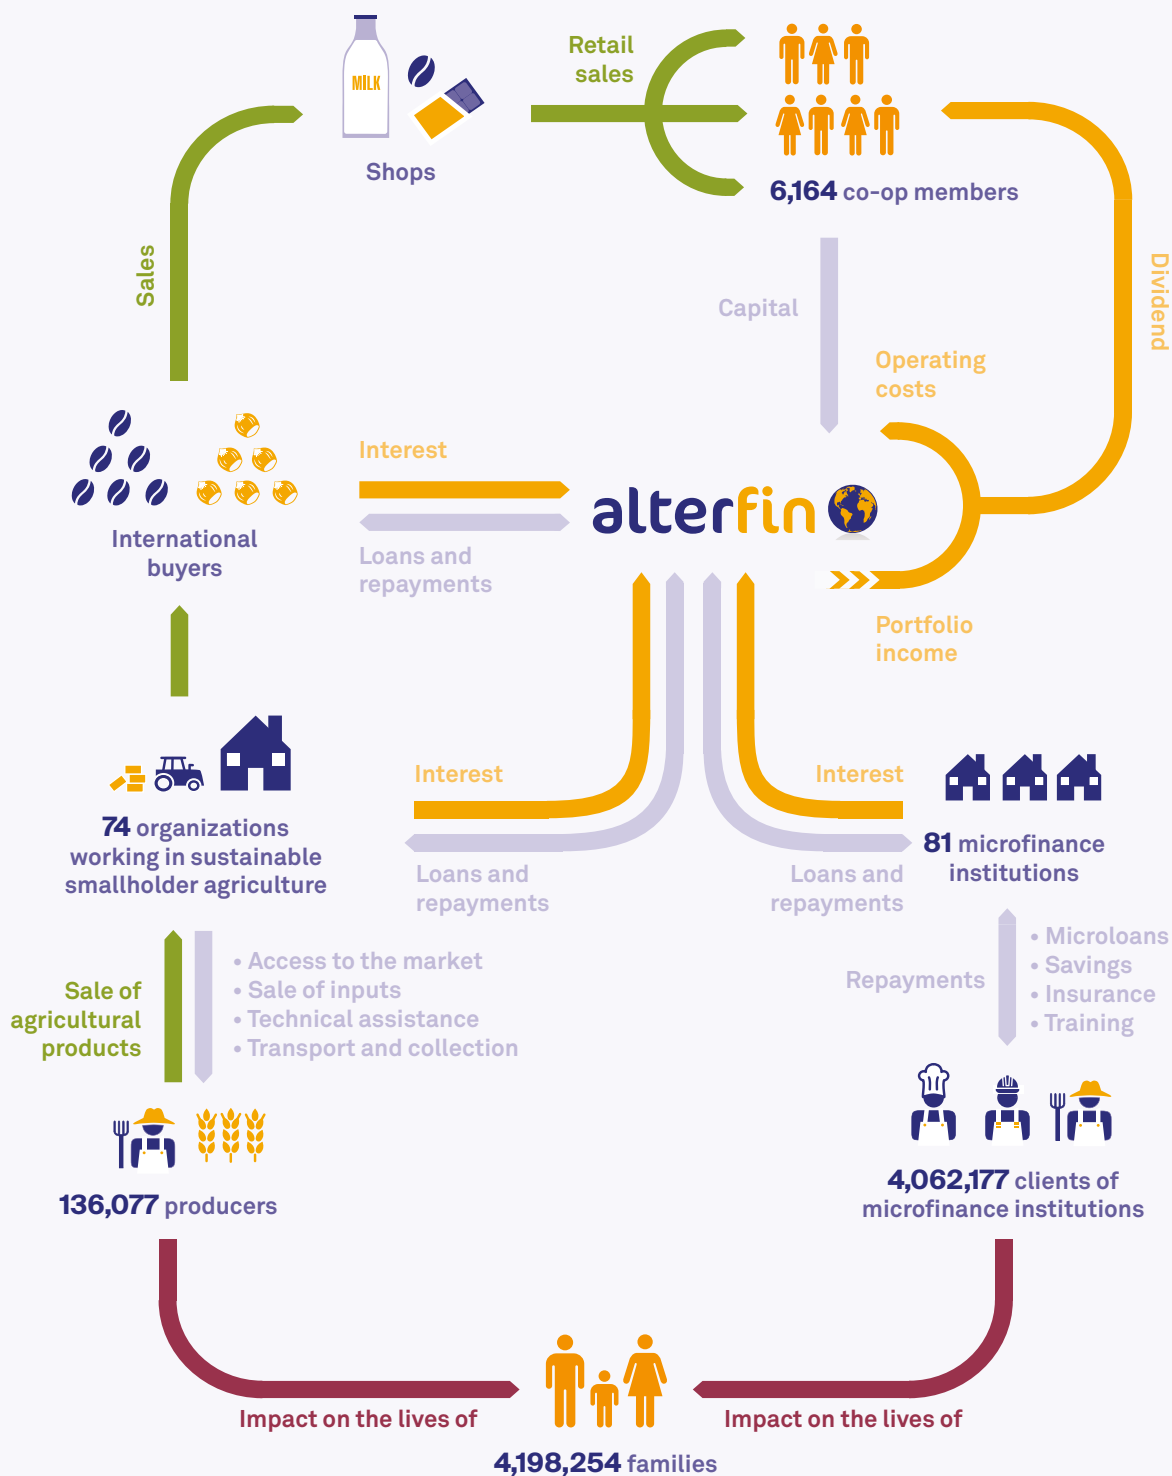 Retail
sales
MILK
Shops
6,164 co-op members
Sales
Capital
Dividend
Operating
costs
Interest
alterfin
International
buyers
Loans and
repayments
Portfolio
income
Interest
Interest
74 organizations
working in sustainable
smallholder agriculture
81 microfinance
institutions
Loans and
repayments
Loans and
repayments
Sale of
agricultural
products
• Access to the market
• Sale of inputs
• Technical assistance
• Transport and collection
Repayments
• Microloans
• Savings
• Insurance
• Training
136,077 producers
4,062,177 clients of
microfinance institutions
Impact on the lives of
Impact on the lives of
4,198,254 families